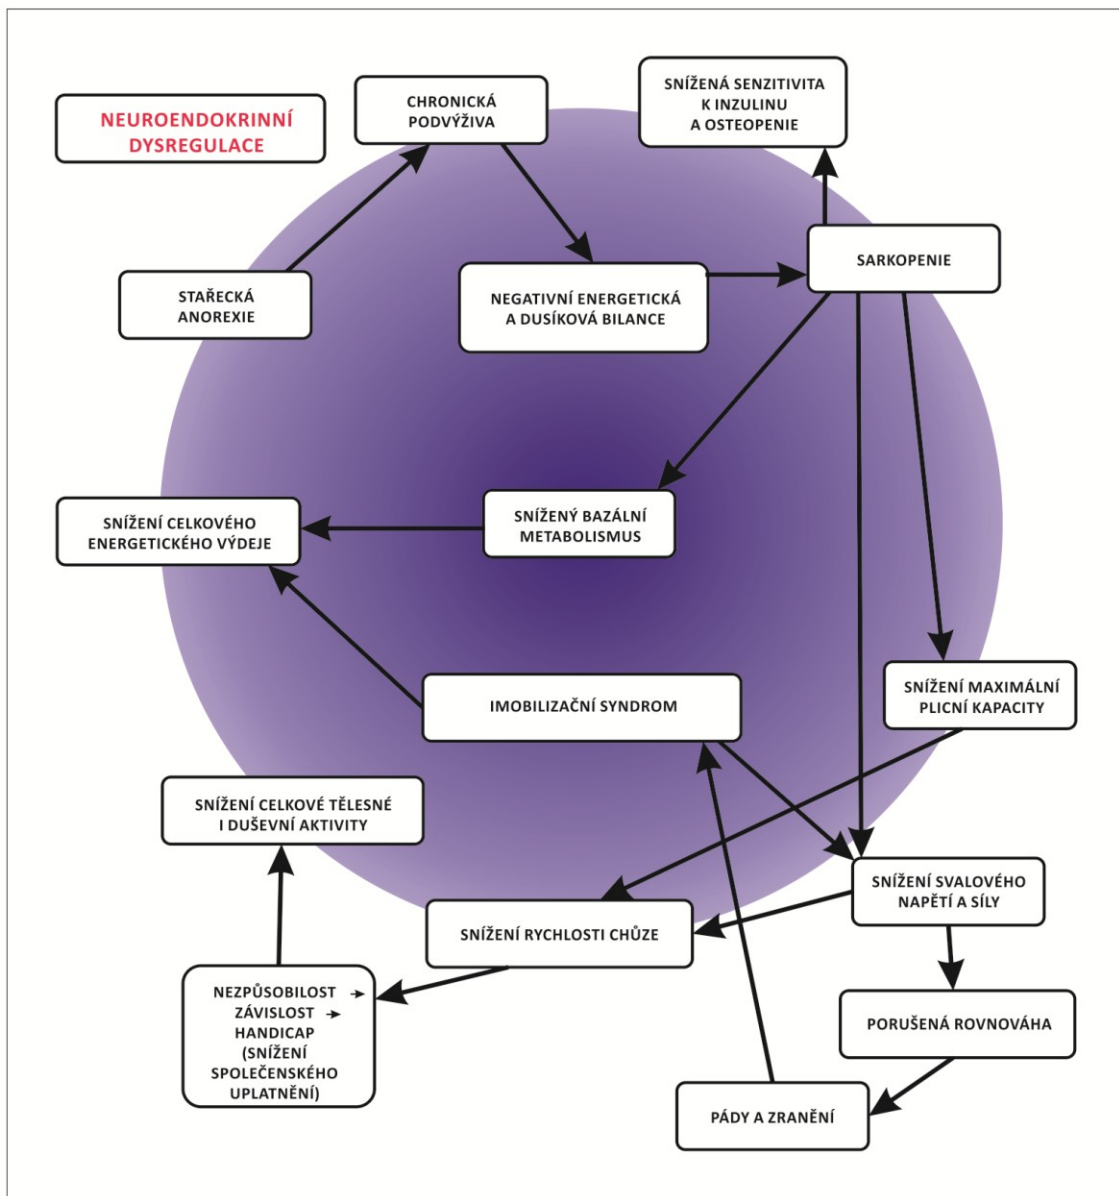 NEUROENDOKRINNÍ
DYSREGULACE
CHRONICKÁ
PODVÝŽIVA
SNÍŽENÁ SENZITIVITA
K INZULINU
A OSTEOPENIE
STAŘECKÁ
ANOREXIE
NEGATIVNÍ ENERGETICKÁ
A DUSÍKOVÁ BILANCE
SARKOPENIE
SNÍŽENÍ CELKOVÉHO
ENERGETICKÉHO VÝDEJE
SNÍŽENÝ BAZÁLNÍ
METABOLISMUS
IMOBILIZAČNÍ SYNDROM
SNÍŽENÍ MAXIMÁLNÍ
PLICNÍ KAPACITY
SNÍŽENÍ CELKOVÉ TĚLESNÉ
I DUŠEVNÍ AKTIVITY
SNÍŽENÍ SVALOVÉHO
NAPĚTÍ A SÍLY
SNÍŽENÍ RYCHLOSTI CHŮZE
NEZPŮSOBILOST →
ZÁVISLOST →
HANDICAP
(SNÍŽENÍ
SPOLEČENSKÉHO
UPLATNĚNÍ)
PORUŠENÁ ROVNOVÁHA
PÁDY A ZRANĚNÍ